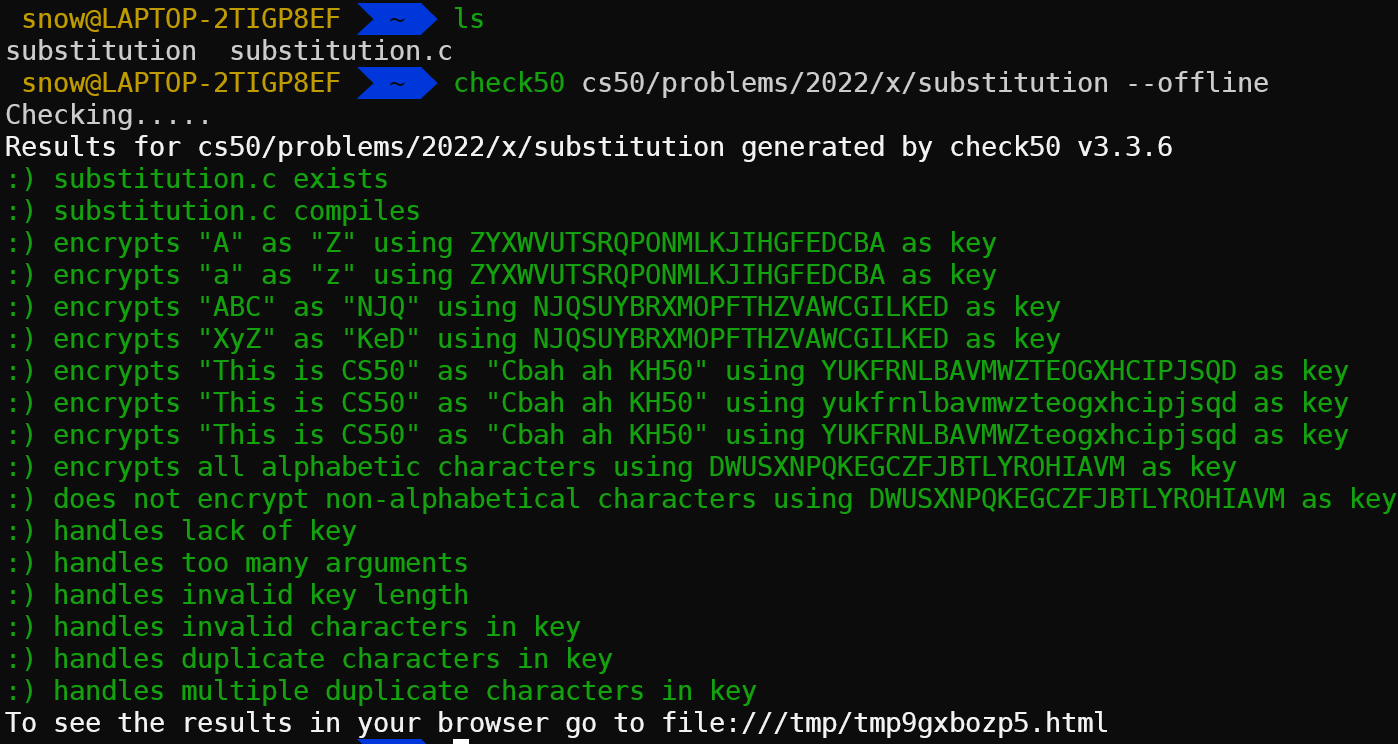 snow@LAPTOP-2TIGP8EF ~ ls
substitution  substitution.c
snow@LAPTOP-2TIGP8EF ~ check50 cs50/problems/2022/x/substitution --offline
Checking.....
Results for cs50/problems/2022/x/substitution generated by check50 v3.3.6
:) substitution.c exists
:) substitution.c compiles
:) encrypts "A" as "Z" using ZYXWVUTSRQPONMLKJIHGFEDCBA as key
:) encrypts "a" as "z" using ZYXWVUTSRQPONMLKJIHGFEDCBA as key
:) encrypts "ABC" as "NJQ" using NJQSUYBRXMOPFTHZVAWCGILKED as key
:) encrypts "XyZ" as "KeD" using NJQSUYBRXMOPFTHZVAWCGILKED as key
:) encrypts "This is CS50" as "Cbah ah KH50" using YUKFRNLBAVMWZTEOGXHCIPJSQD as key
:) encrypts "This is CS50" as "Cbah ah KH50" using yukfrnlbavmwzteogxhcipjsqd as key
:) encrypts "This is CS50" as "Cbah ah KH50" using YUKFRNLBAVMWZteogxhcipjsqd as key
:) encrypts all alphabetic characters using DWUSXNPQKEGCZFJBTLYROHIAVM as key
:) does not encrypt non-alphabetical characters using DWUSXNPQKEGCZFJBTLYROHIAVM as key
:) handles lack of key
:) handles too many arguments
:) handles invalid key length
:) handles invalid characters in key
:) handles duplicate characters in key
:) handles multiple duplicate characters in key
To see the results in your browser go to file:///tmp/tmp9gxbozp5.html